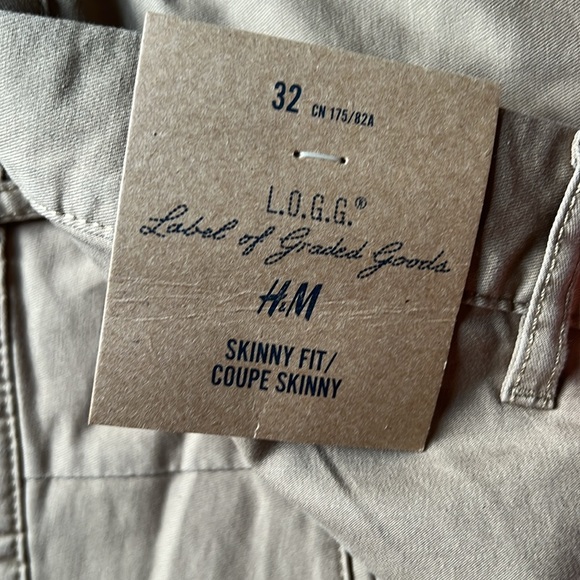 32 CN 175/82A
L.O.G.G.®
Label of Graded Goods
H&M
SKINNY FIT/
COUPE SKINNY